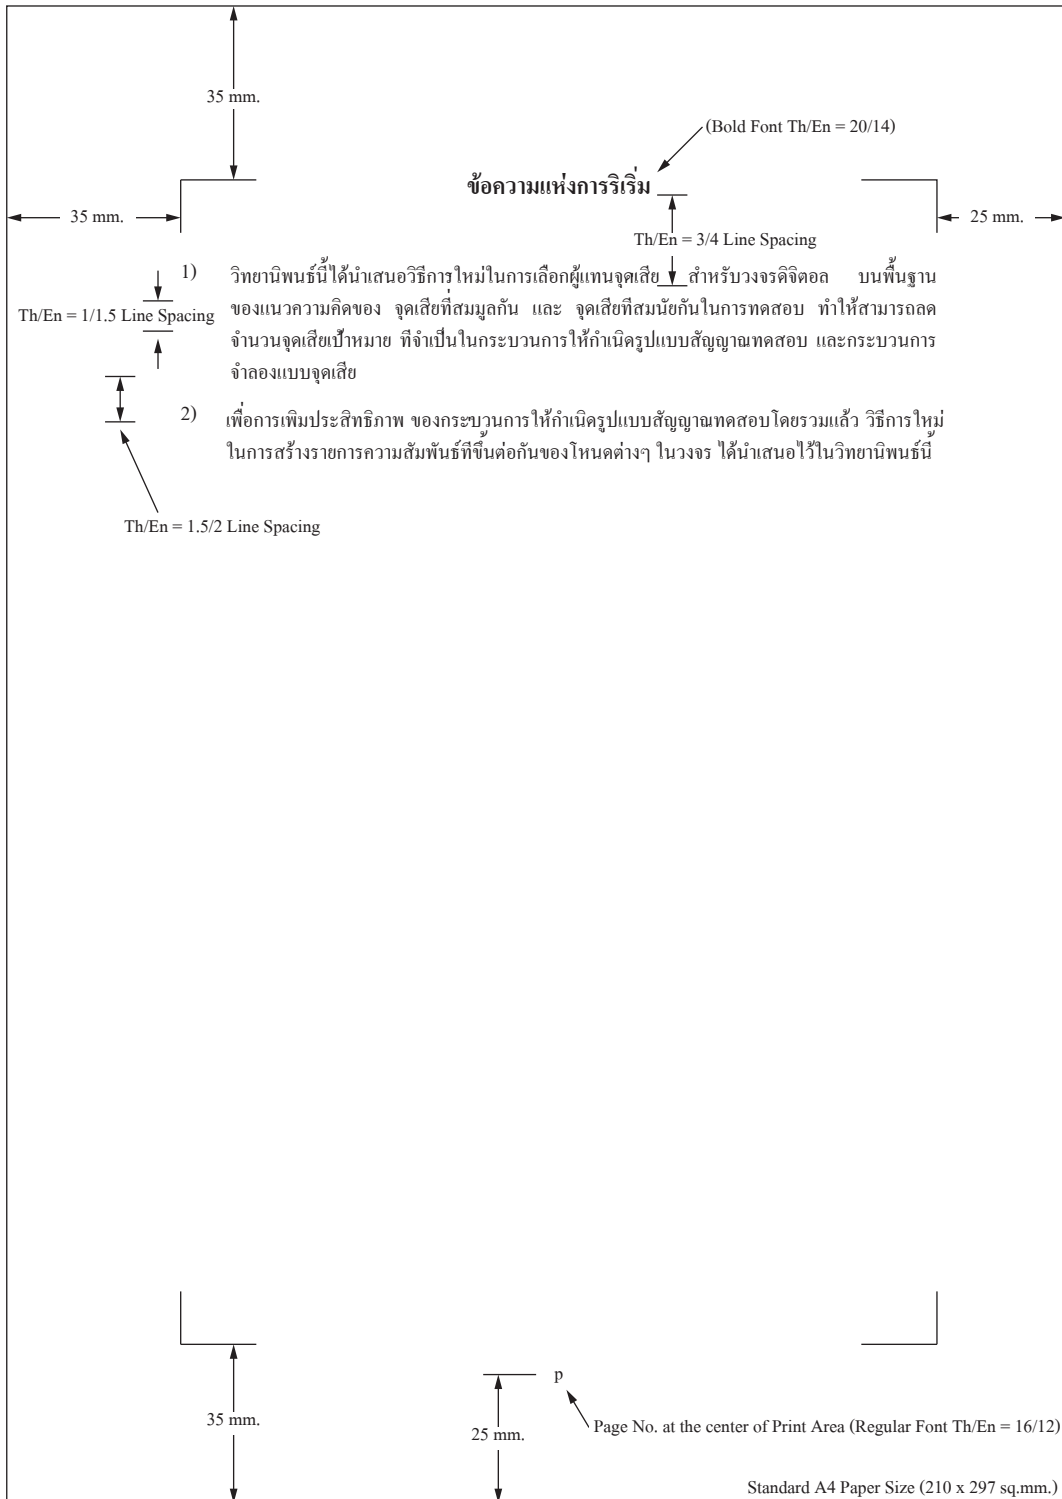 35 mm.
(Bold Font Th/En = 20/14)
ข้อความแห่งการริเริ่ม
35 mm.
25 mm.
Th/En = 3/4 Line Spacing
1) วิทยานิพนธ์นี้ได้นำเสนอวิธีการใหม่ในการเลือกผู้แทนจุดเสีย สำหรับวงจรดิจิตอล บนพื้นฐาน
Th/En = 1/1.5 Line Spacing
ของแนวความคิดของ จุดเสียที่สมมูลกัน และ จุดเสียทีสมนัยกันในการทดสอบ ทำให้สามารถลด
จำนวนจุดเสียเป้าหมาย ทีจำเป็นในกระบวนการให้กำเนิดรูปแบบสัญญาณทดสอบ และกระบวนการ
จำลองแบบจุดเสีย
2) เพื่อการเพิมประสิทธิภาพ ของกระบวนการให้กำเนิดรูปแบบสัญญาณทดสอบโดยรวมแล้ว วิธีการใหม่
ในการสร้างรายการความสัมพันธ์ทีขึ้นต่อกันของโหนดต่างๆ ในวงจร ได้นำเสนอไว้ในวิทยานิพนธ์นี้
Th/En = 1.5/2 Line Spacing
p
35 mm.
25 mm.
Page No. at the center of Print Area (Regular Font Th/En = 16/12)
Standard A4 Paper Size (210 x 297 sq.mm.)